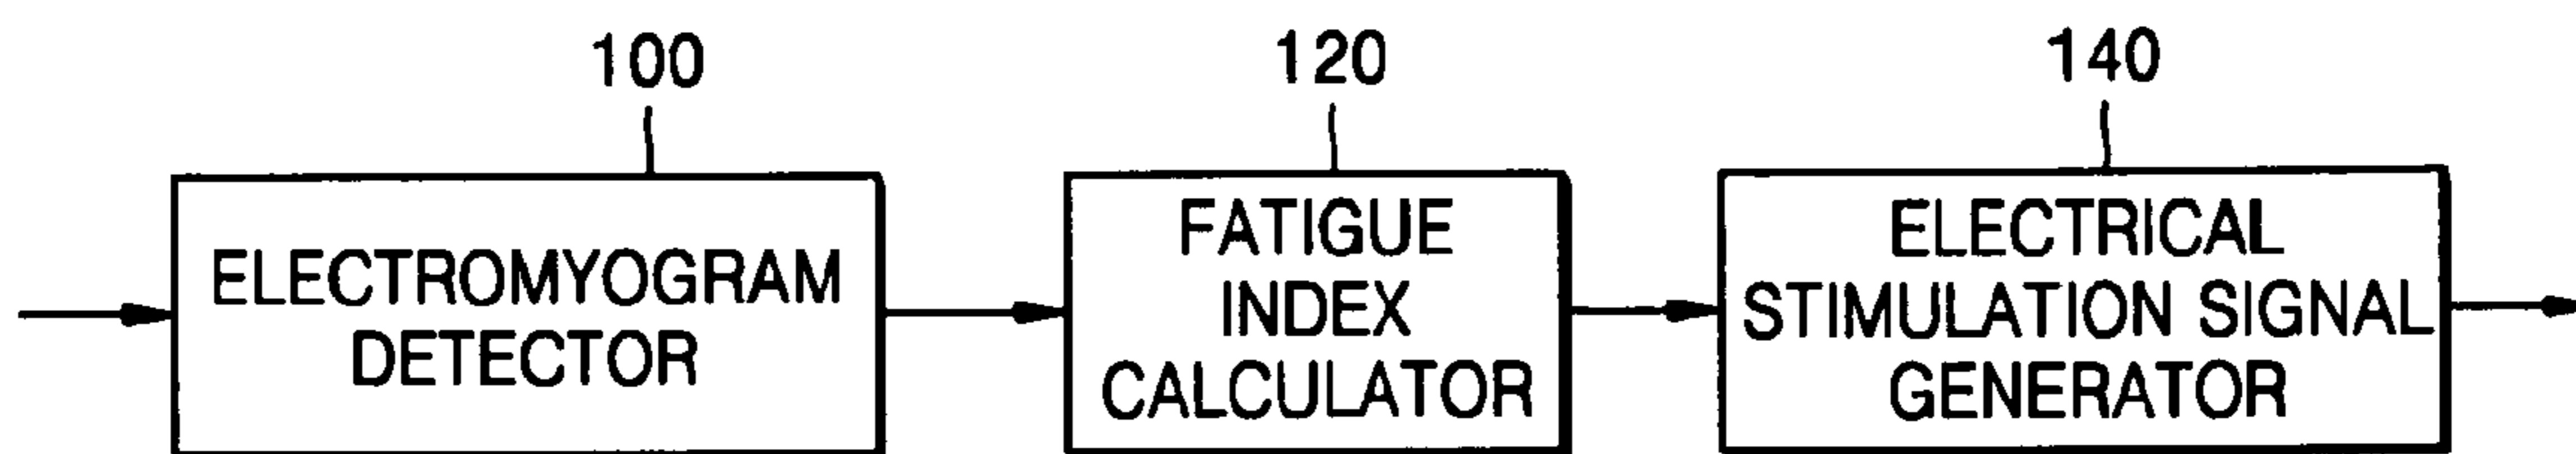 100
120
140
ELECTROMYOGRAM
DETECTOR
FATIGUE
INDEX
CALCULATOR
ELECTRICAL
STIMULATION SIGNAL
GENERATOR